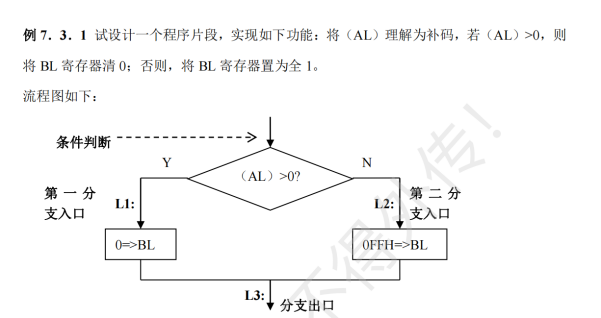 例7．3．1 试设计一个程序片段，实现如下功能：将（AL）理解为补码，若（AL）>0，则
将 BL 寄存器清 0；否则，将 BL 寄存器置为全 1。
流程图如下：
条件判断
Y
（AL）>0?
N
第一分
支入口
L1:
L2:
第二分
支入口
0=>BL
0FFH=>BL
L3:
分支出口
不得外传！